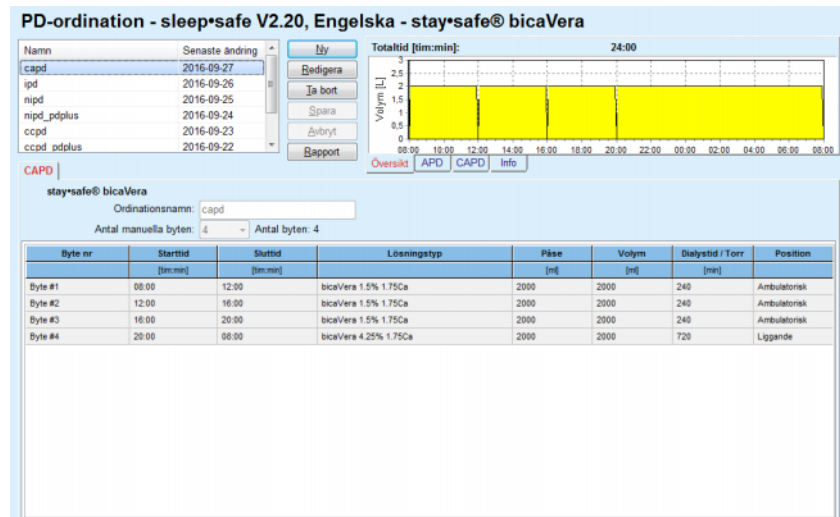 PD-ordination - sleep•safe V2.20, Engelska - stay•safe® bicaVera
Namn Senaste ändring
capd 2016-09-27
ipd 2016-09-26
nipd 2016-09-25
nipd_pdplus 2016-09-24
ccpd 2016-09-23
ccpd_pdplus 2016-09-22
Ny
Redigera
Ta bort
Spara
Avbryt
Rapport
Totaltid [tim:min]: 24:00
Volym [L]
3
2,5
2
1,5
1
0,5
0
08:00 10:00 12:00 14:00 16:00 18:00 20:00 22:00 00:00 02:00 04:00 06:00 08:00
Översikt APD CAPD Info
CAPD
stay•safe® bicaVera
Ordinationsnamn: capd
Antal manuella byten: 4 Antal byten: 4
Byte nr Starttid Sluttid Lösningstyp Påse Volym Dialystid / Torr Position
[tim:min] [tim:min] [ml] [ml] [min]
Byte #1 08:00 12:00 bicaVera 1.5% 1.75Ca 2000 2000 240 Ambulatorisk
Byte #2 12:00 16:00 bicaVera 1.5% 1.75Ca 2000 2000 240 Ambulatorisk
Byte #3 16:00 20:00 bicaVera 1.5% 1.75Ca 2000 2000 240 Ambulatorisk
Byte #4 20:00 08:00 bicaVera 4.25% 1.75Ca 2000 2000 720 Liggande